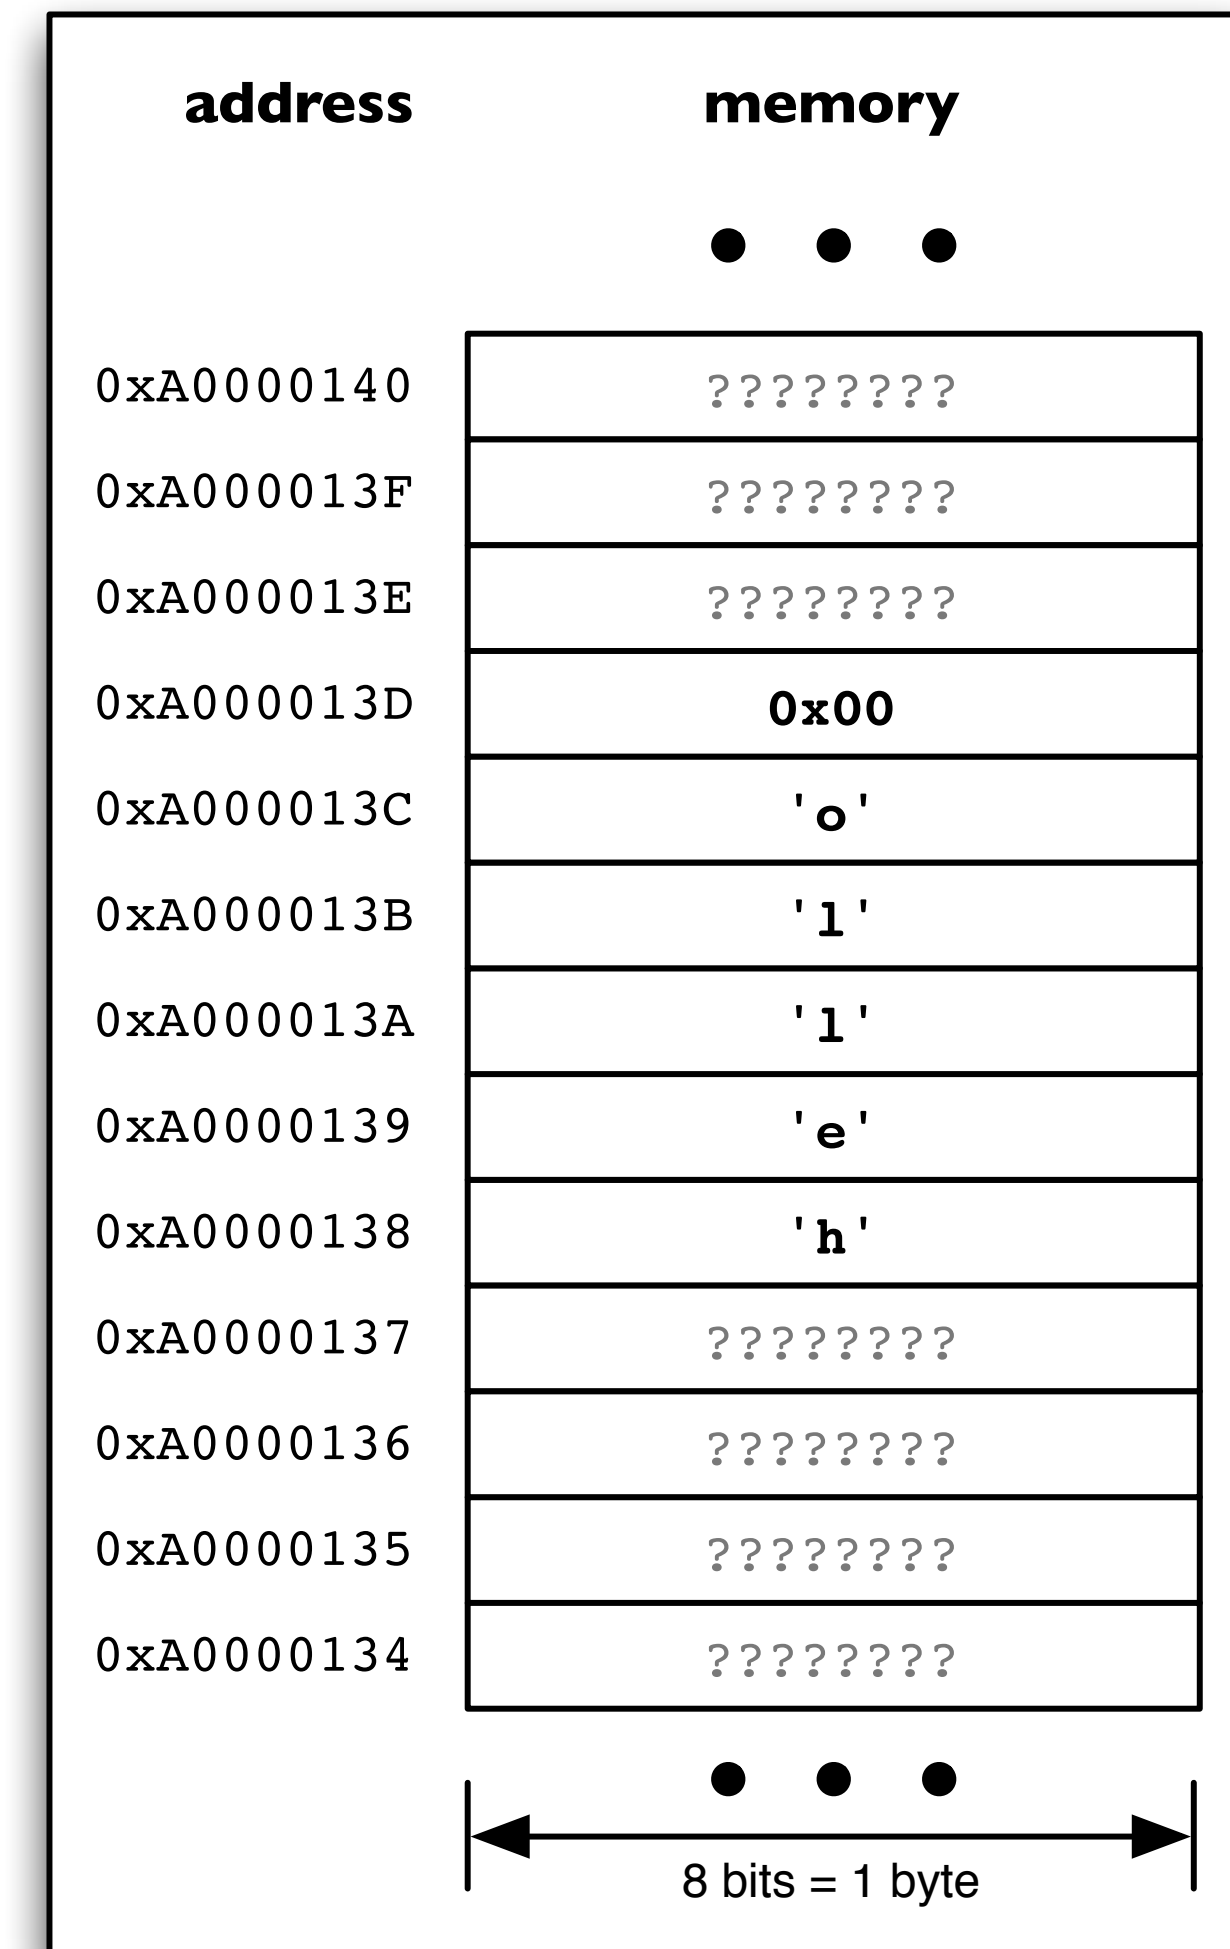 address memory
● ● ●
0xA0000140 ????????
0xA000013F ????????
0xA000013E ????????
0xA000013D 0x00
0xA000013C 'o'
0xA000013B 'l'
0xA000013A 'l'
0xA0000139 'e'
0xA0000138 'h'
0xA0000137 ????????
0xA0000136 ????????
0xA0000135 ????????
0xA0000134 ????????
● ● ●
8 bits = 1 byte